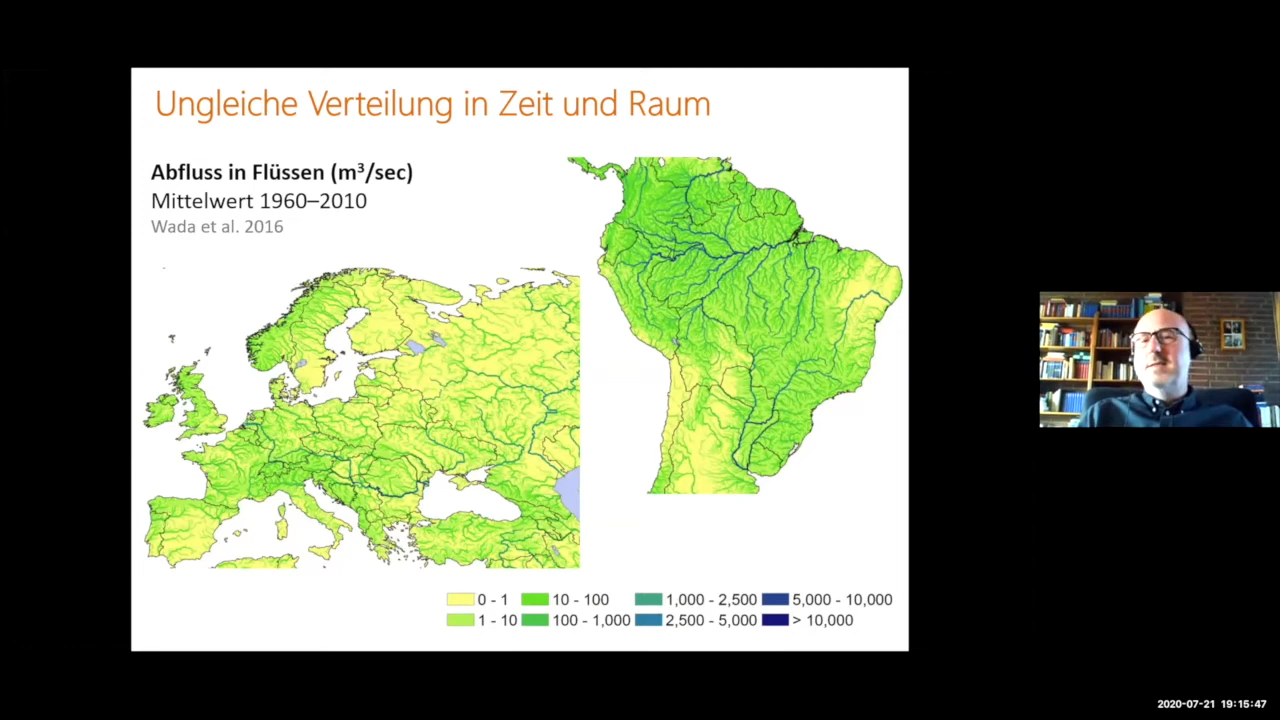 Ungleiche Verteilung in Zeit und Raum
Abfluss in Flüssen (m³/sec)
Mittelwert 1960–2010
Wada et al. 2016
0 - 1
10 - 100
1,000 - 2,500
5,000 - 10,000
1 - 10
100 - 1,000
2,500 - 5,000
> 10,000
2020-07-21 19:15:47